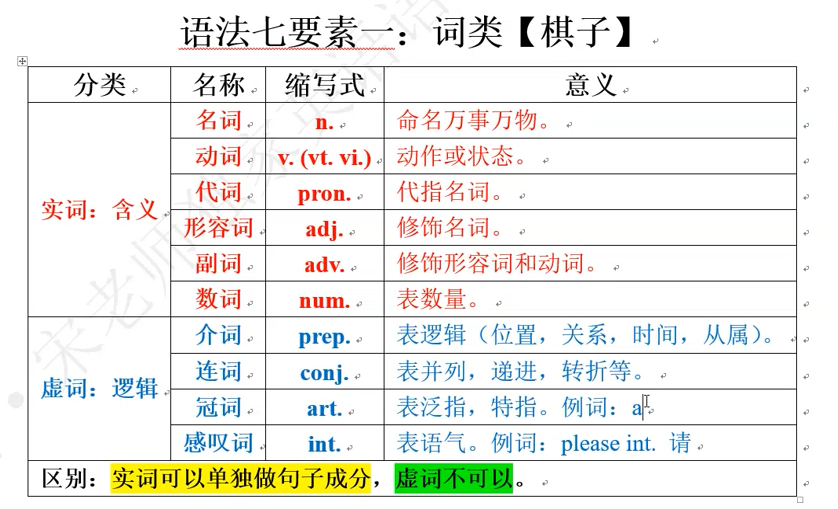 语法七要素一：词类【棋子】
分类 名称 缩写式 意义
实词：含义
名词 n. 命名万事万物。
动词 v. (vt. vi.) 动作或状态。
代词 pron. 代指名词。
形容词 adj. 修饰名词。
副词 adv. 修饰形容词和动词。
数词 num. 表数量。
虚词：逻辑
介词 prep. 表逻辑（位置，关系，时间，从属）。
连词 conj. 表并列，递进，转折等。
冠词 art. 表泛指，特指。例词：a
感叹词 int. 表语气。例词：please int. 请
区别：实词可以单独做句子成分，虚词不可以。